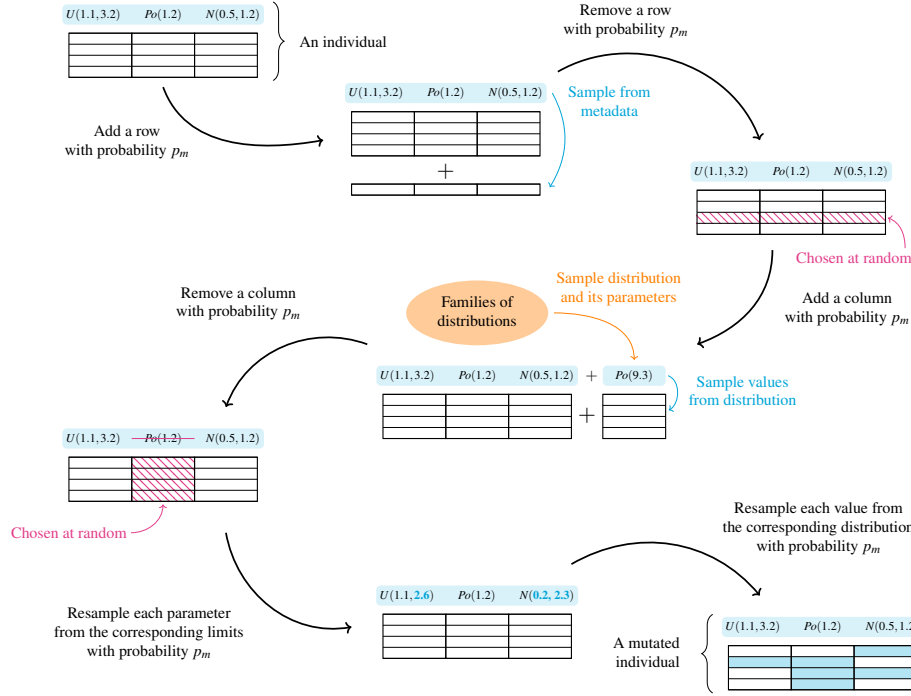 U(1.1,3.2) Po(1.2) N(0.5,1.2)
An individual
Add a row
with probability p_m
U(1.1,3.2) Po(1.2) N(0.5,1.2)
+
Sample from
metadata
Remove a row
with probability p_m
U(1.1,3.2) Po(1.2) N(0.5,1.2)
Chosen at random
Add a column
with probability p_m
Families of
distributions
Sample distribution
and its parameters
U(1.1,3.2) Po(1.2) N(0.5,1.2) + Po(9.3)
+
Sample values
from distribution
Remove a column
with probability p_m
U(1.1,3.2) Po(1.2) N(0.5,1.2)
Chosen at random
Resample each parameter
from the corresponding limits
with probability p_m
U(1.1,2.6) Po(1.2) N(0.2, 2.3)
Resample each value from
the corresponding distribution
with probability p_m
U(1.1,3.2) Po(1.2) N(0.5,1.2
A mutated
individual